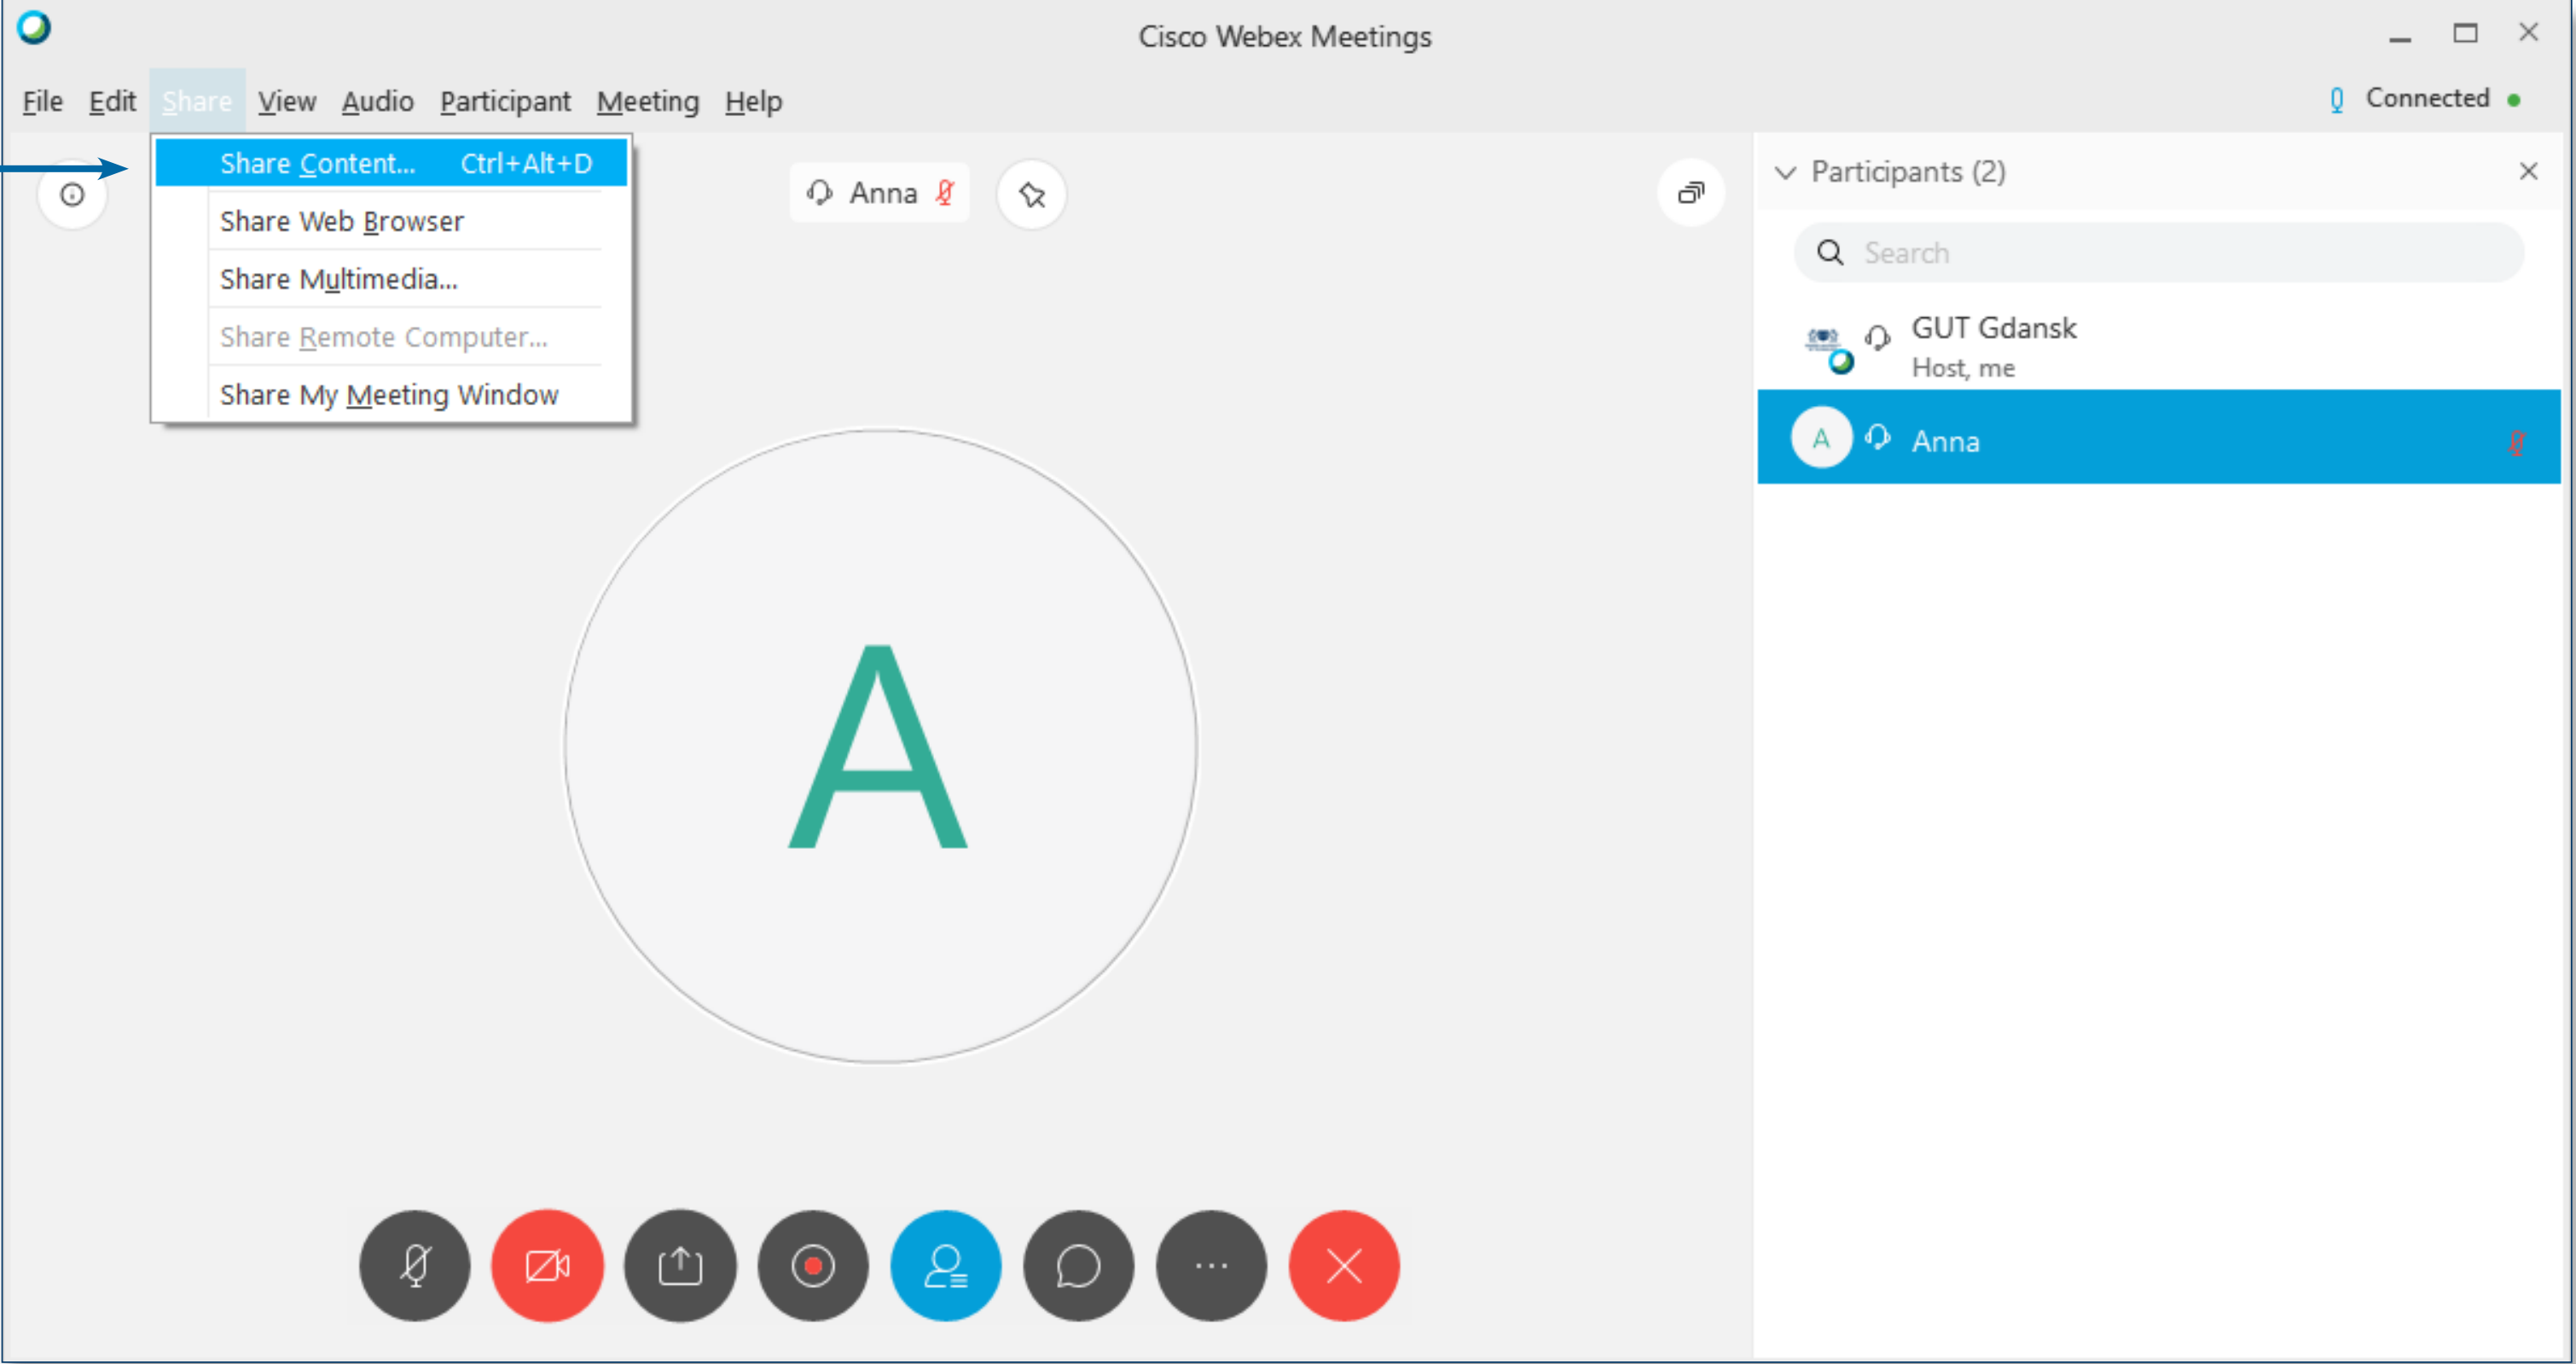 Cisco Webex Meetings
File Edit Share View Audio Participant Meeting Help
Connected
Share Content... Ctrl+Alt+D
Share Web Browser
Share Multimedia...
Share Remote Computer...
Share My Meeting Window
Anna
A
Participants (2)
Search
GUT Gdansk
Host, me
A Anna